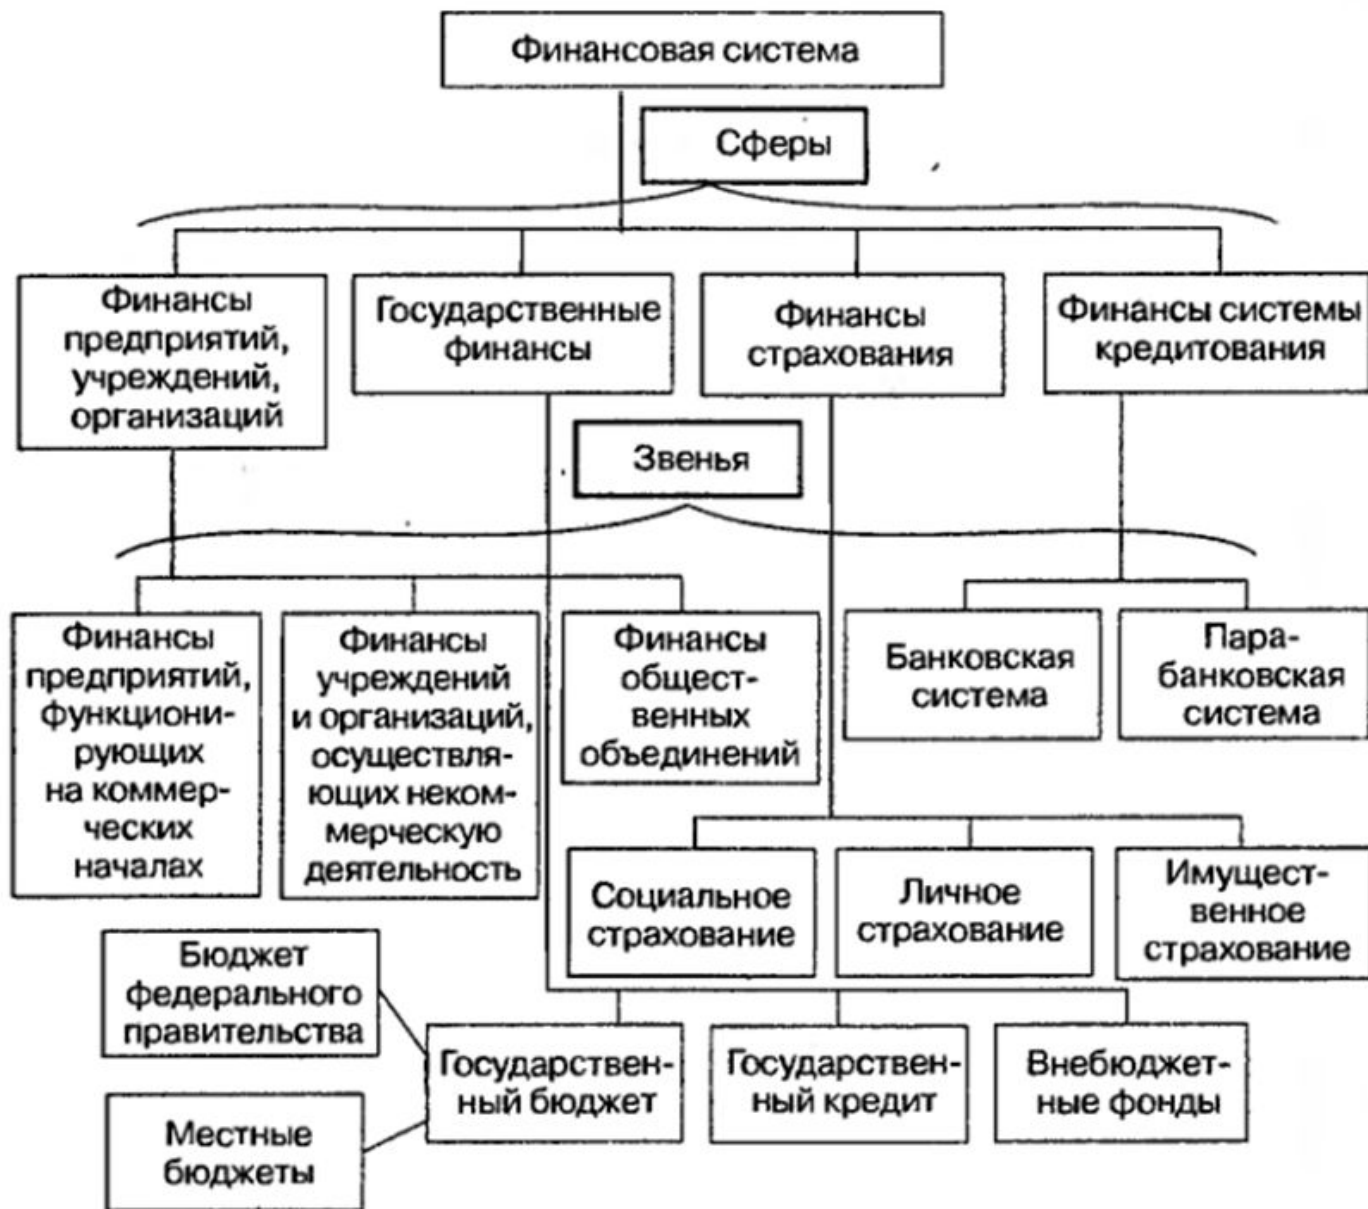 Финансовая система
Сферы
Финансы
предприятий,
учреждений,
организаций
Государственные
финансы
Финансы
страхования
Финансы системы
кредитования
Звенья
Финансы
предприятий,
функциони-
рующих
на коммер-
ческих
началах
Финансы
учреждений
и организаций,
осуществля-
ющих неком-
мерческую
деятельность
Финансы
общест-
венных
объединений
Банковская
система
Пара-
банковская
система
Социальное
страхование
Личное
страхование
Имущест-
венное
страхование
Бюджет
федерального
правительства
Местные
бюджеты
Государствен-
ный бюджет
Государствен-
ный кредит
Внебюджет-
ные фонды